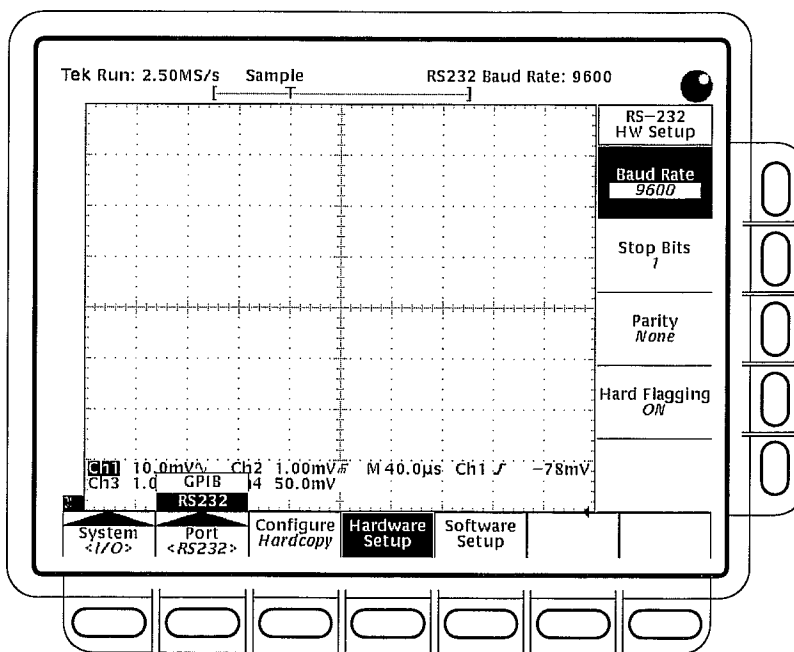 Tek Run: 2.50MS/s Sample RS232 Baud Rate: 9600
RS-232
HW Setup
Baud Rate
9600
Stop Bits
1
Parity
None
Hard Flagging
ON
Ch1 10.0mV Ch2 1.00mV M 40.0µs Ch1 -78mV
Ch3 1.0 4 50.0mV
GPIB
RS232
System
<I/O>
Port
<RS232>
Configure
Hardcopy
Hardware
Setup
Software
Setup